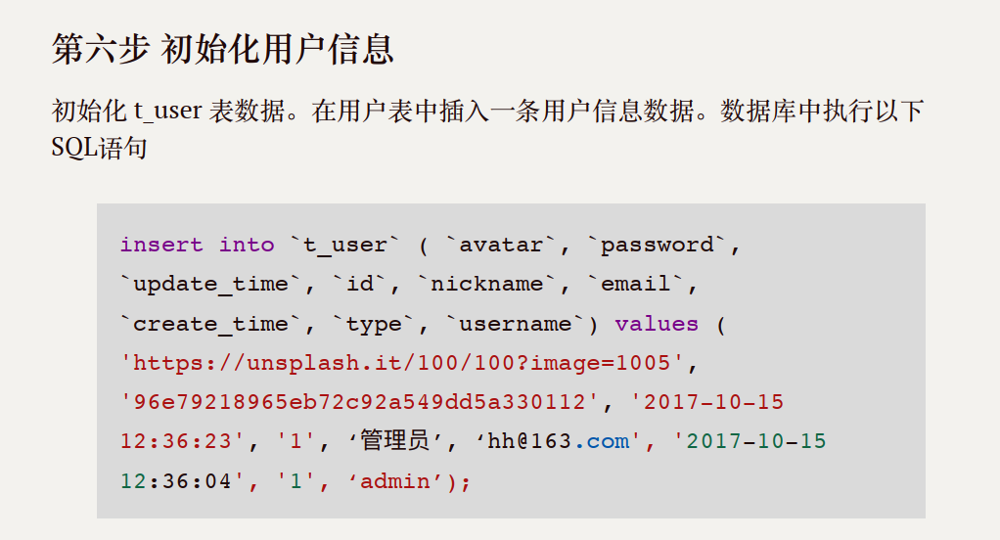 第六步 初始化用户信息
初始化 t_user 表数据。在用户表中插入一条用户信息数据。数据库中执行以下
SQL语句
insert into `t_user` ( `avatar`, `password`,
`update_time`, `id`, `nickname`, `email`,
`create_time`, `type`, `username`) values (
'https://unsplash.it/100/100?image=1005',
'96e79218965eb72c92a549dd5a330112', '2017-10-15
12:36:23', '1', ‘管理员’, ‘hh@163.com', '2017-10-15
12:36:04', '1', ‘admin’);